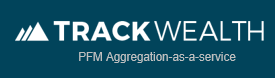 TRACKWEALTH
PFM Aggregation-as-a-service